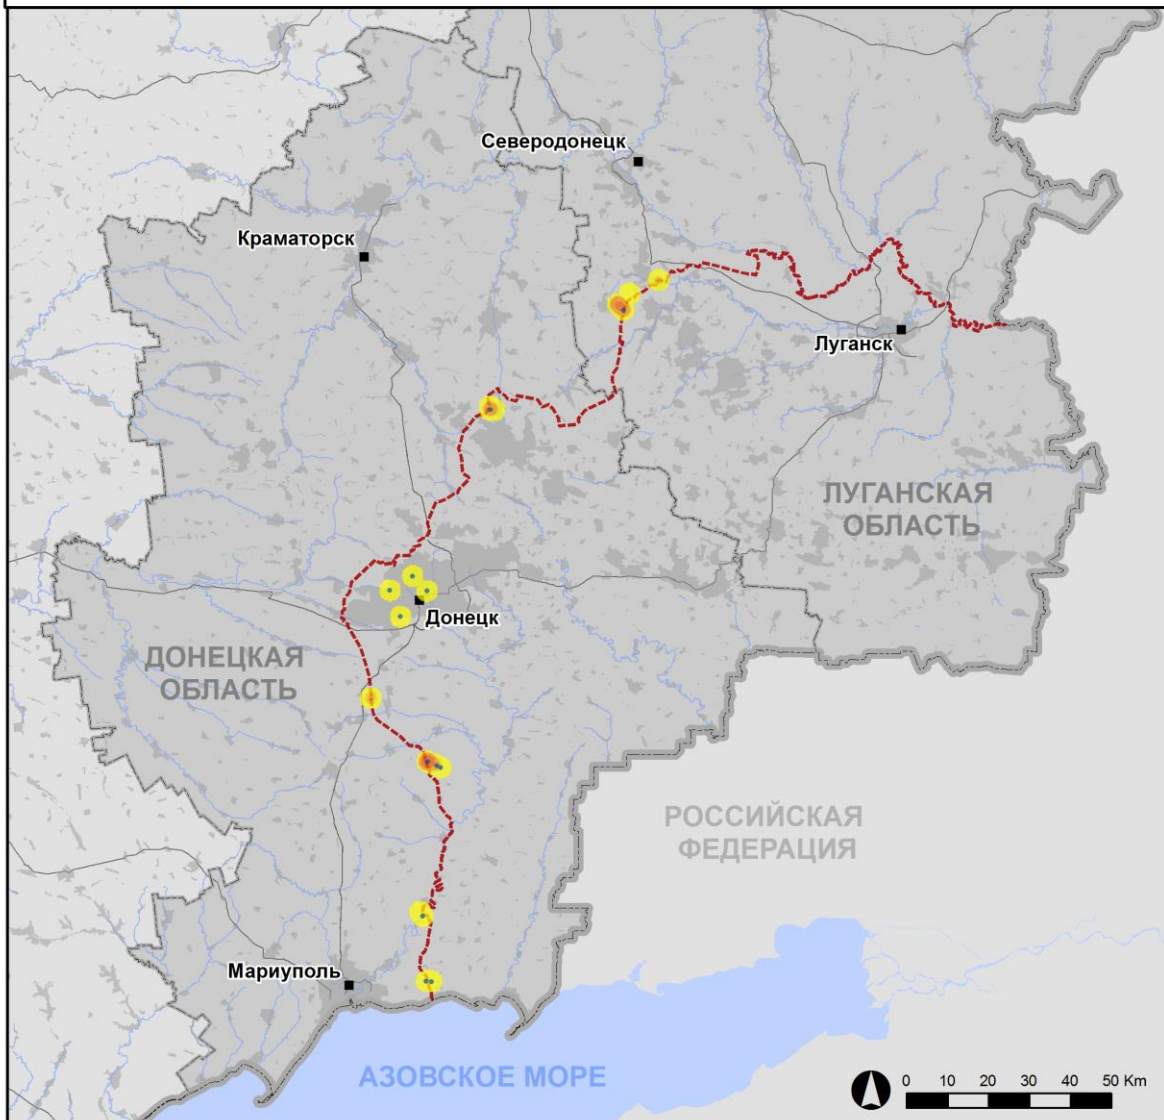 Северодонецк
Краматорск
Луганск
ЛУГАНСКАЯ
ОБЛАСТЬ
Донецк
ДОНЕЦКАЯ
ОБЛАСТЬ
РОССИЙСКАЯ
ФЕДЕРАЦИЯ
Мариуполь
АЗОВСКОЕ МОРЕ
0 10 20 30 40 50 Km